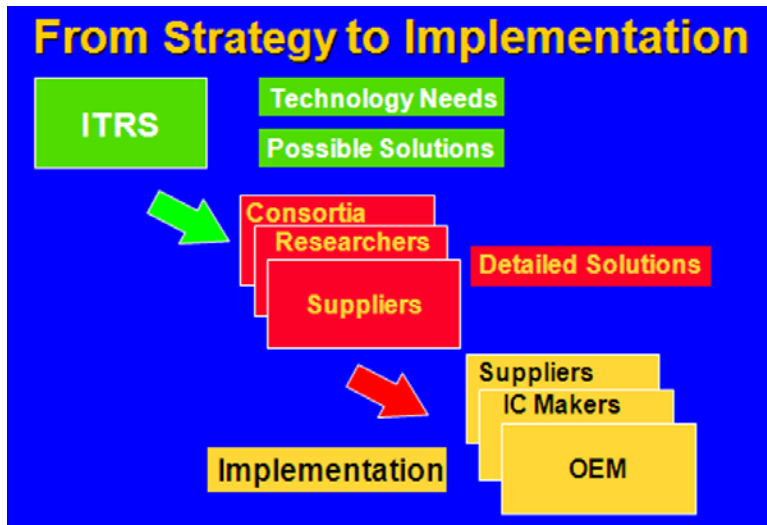 From Strategy to Implementation
ITRS
Technology Needs
Possible Solutions
Consortia
Researchers
Suppliers
Detailed Solutions
Suppliers
IC Makers
OEM
Implementation